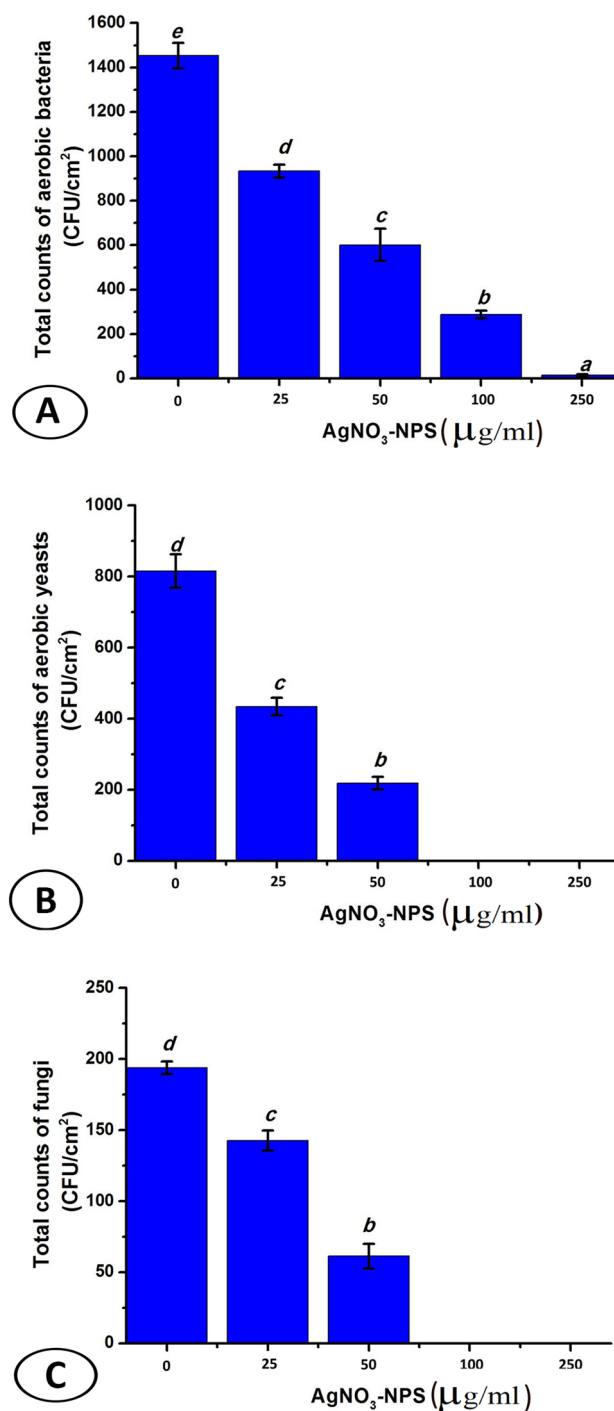 Total counts of aerobic bacteria
(CFU/cm²)
1600
1400
1200
1000
800
600
400
200
0
e
d
c
b
a
0 25 50 100 250
AgNO₃-NPS (μg/ml)
A
Total counts of aerobic yeasts
(CFU/cm²)
1000
800
600
400
200
0
d
c
b
0 25 50 100 250
AgNO₃-NPS (μg/ml)
B
Total counts of fungi
(CFU/cm²)
250
200
150
100
50
0
d
c
b
0 25 50 100 250
AgNO₃-NPS (μg/ml)
C